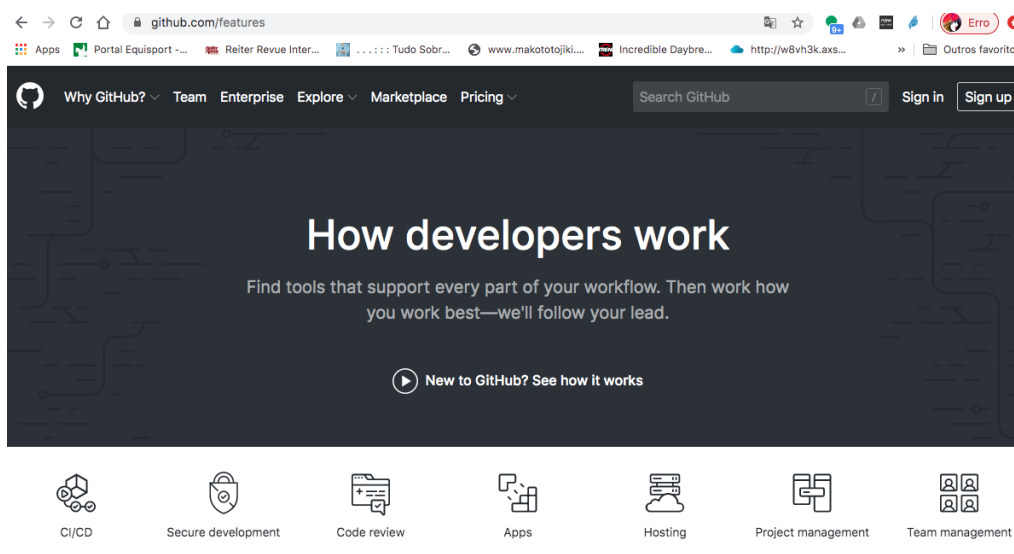 github.com/features
Erro
9+
Apps Portal Equisport -... Reiter Revue Inter... ...::: Tudo Sobr... www.makototojiki.... Incredible Daybre... http://w8vh3k.axs... » Outros favorito
Why GitHub? Team Enterprise Explore Marketplace Pricing Search GitHub / Sign in Sign up
How developers work
Find tools that support every part of your workflow. Then work how
you work best—we'll follow your lead.
New to GitHub? See how it works
CI/CD Secure development Code review Apps Hosting Project management Team management